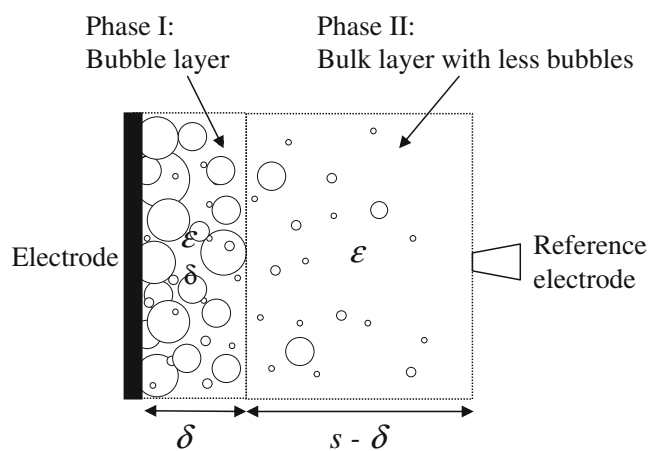 Phase I:
Bubble layer
Phase II:
Bulk layer with less bubbles
Electrode
ε
δ
ε
Reference
electrode
δ
s - δ